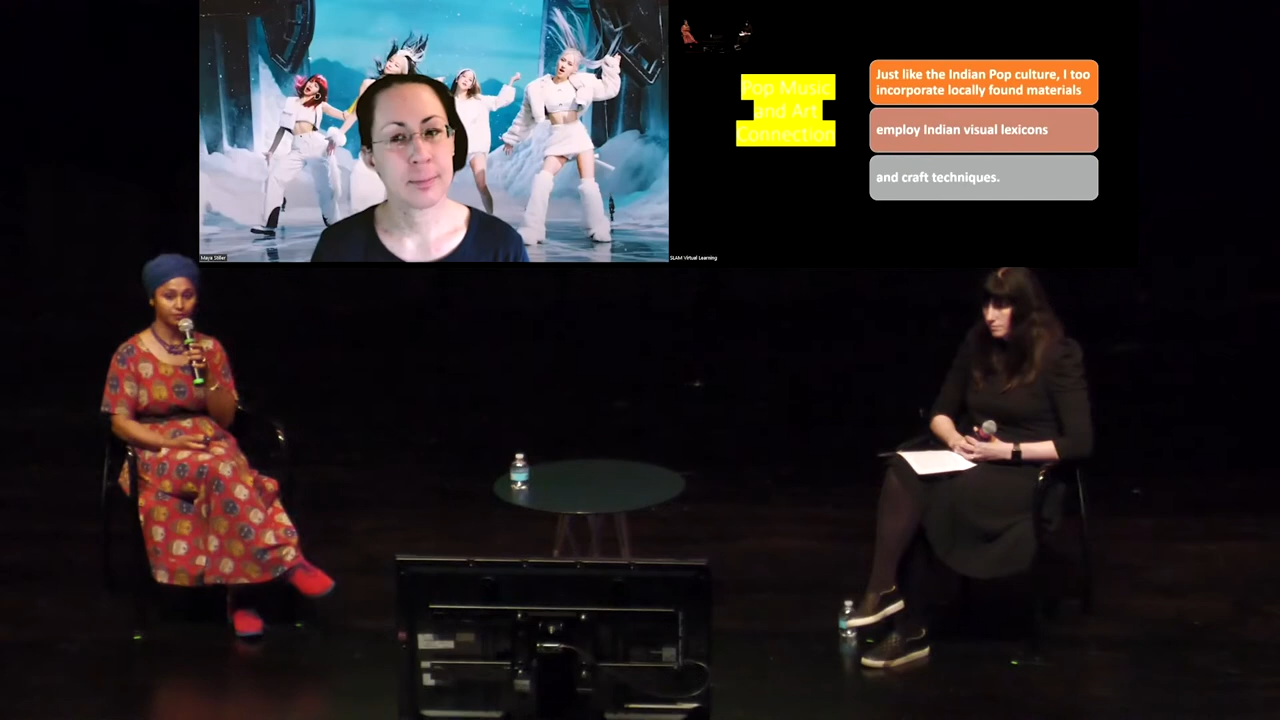 Pop Music
and Art
Connection
Just like the Indian Pop culture, I too
incorporate locally found materials
employ Indian visual lexicons
and craft techniques.
Maya Stiller
SLAM Virtual Learning